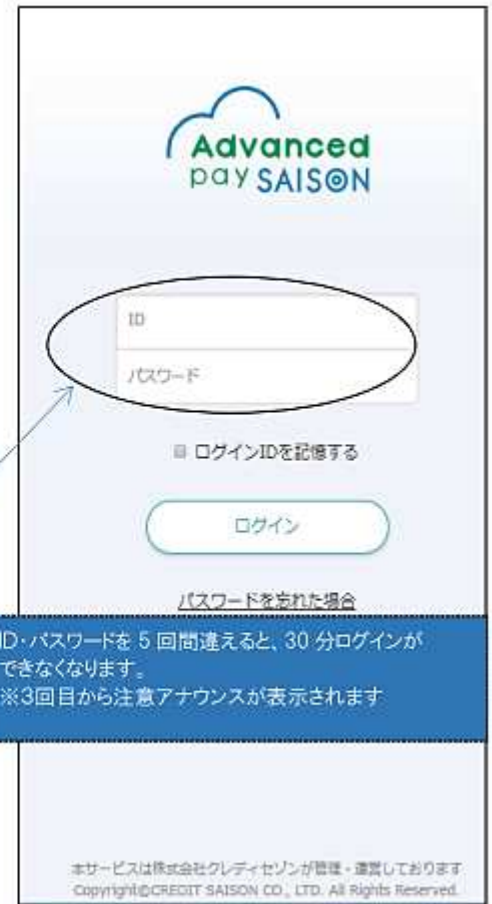 Advanced
pay SAISON
ID
パスワード
ログインIDを記憶する
ログイン
パスワードを忘れた場合
ID・パスワードを 5 回間違えると、30 分ログインが
できなくなります。
※3回目から注意アナウンスが表示されます
本サービスは株式会社クレディセゾンが管理・運営しております
Copyright@CREDIT SAISON CO., LTD. All Rights Reserved.